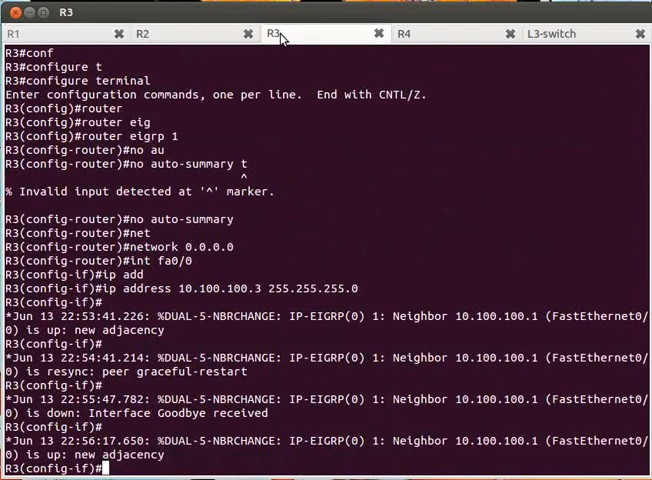 R3
R1
R2
R3
R4
L3-switch
R3#conf
R3#configure t
R3#configure terminal
Enter configuration commands, one per line.  End with CNTL/Z.
R3(config)#router
R3(config)#router eig
R3(config)#router eigrp 1
R3(config-router)#no au
R3(config-router)#no auto-summary t
^
% Invalid input detected at '^' marker.
R3(config-router)#no auto-summary
R3(config-router)#net
R3(config-router)#network 0.0.0.0
R3(config-router)#int fa0/0
R3(config-if)#ip add
R3(config-if)#ip address 10.100.100.3 255.255.255.0
R3(config-if)#
*Jun 13 22:53:41.226: %DUAL-5-NBRCHANGE: IP-EIGRP(0) 1: Neighbor 10.100.100.1 (FastEthernet0/
0) is up: new adjacency
R3(config-if)#
*Jun 13 22:54:41.214: %DUAL-5-NBRCHANGE: IP-EIGRP(0) 1: Neighbor 10.100.100.1 (FastEthernet0/
0) is resync: peer graceful-restart
R3(config-if)#
*Jun 13 22:55:47.782: %DUAL-5-NBRCHANGE: IP-EIGRP(0) 1: Neighbor 10.100.100.1 (FastEthernet0/
0) is down: Interface Goodbye received
R3(config-if)#
*Jun 13 22:56:17.650: %DUAL-5-NBRCHANGE: IP-EIGRP(0) 1: Neighbor 10.100.100.1 (FastEthernet0/
0) is up: new adjacency
R3(config-if)#